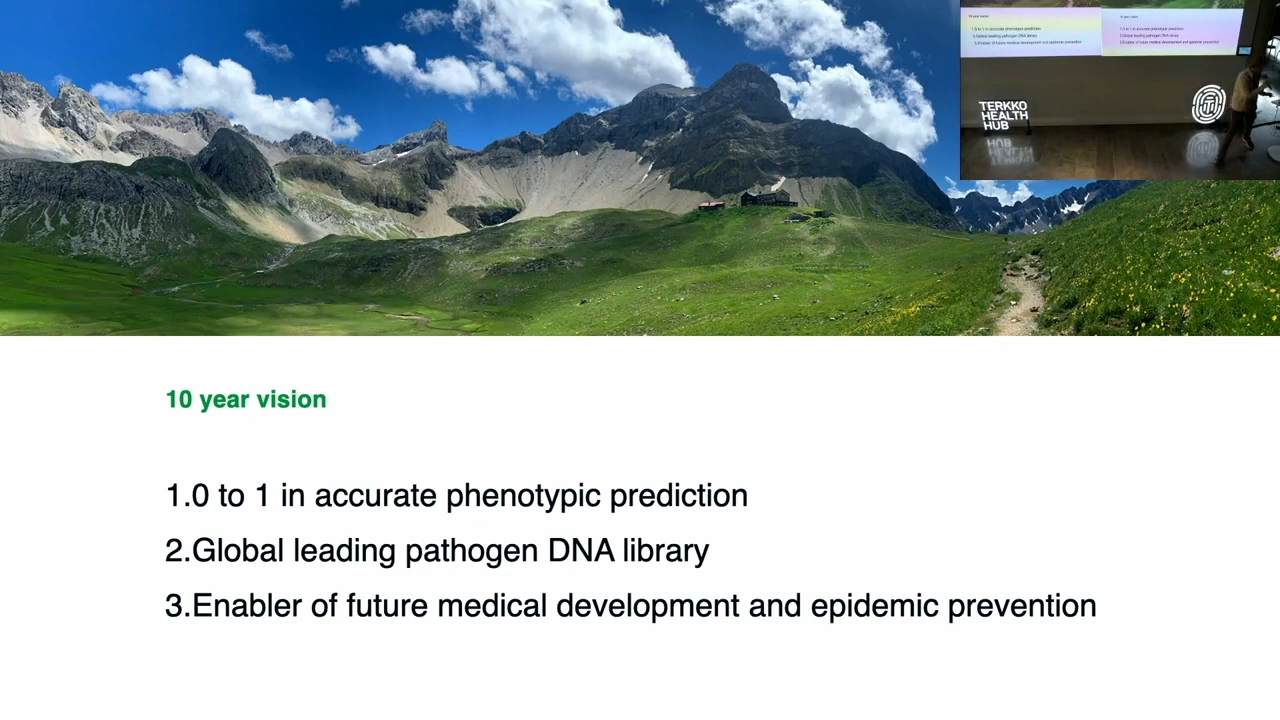 TERKKO
HEALTH
HUB
10 year vision
1.0 to 1 in accurate phenotypic prediction
2.Global leading pathogen DNA library
3.Enabler of future medical development and epidemic prevention